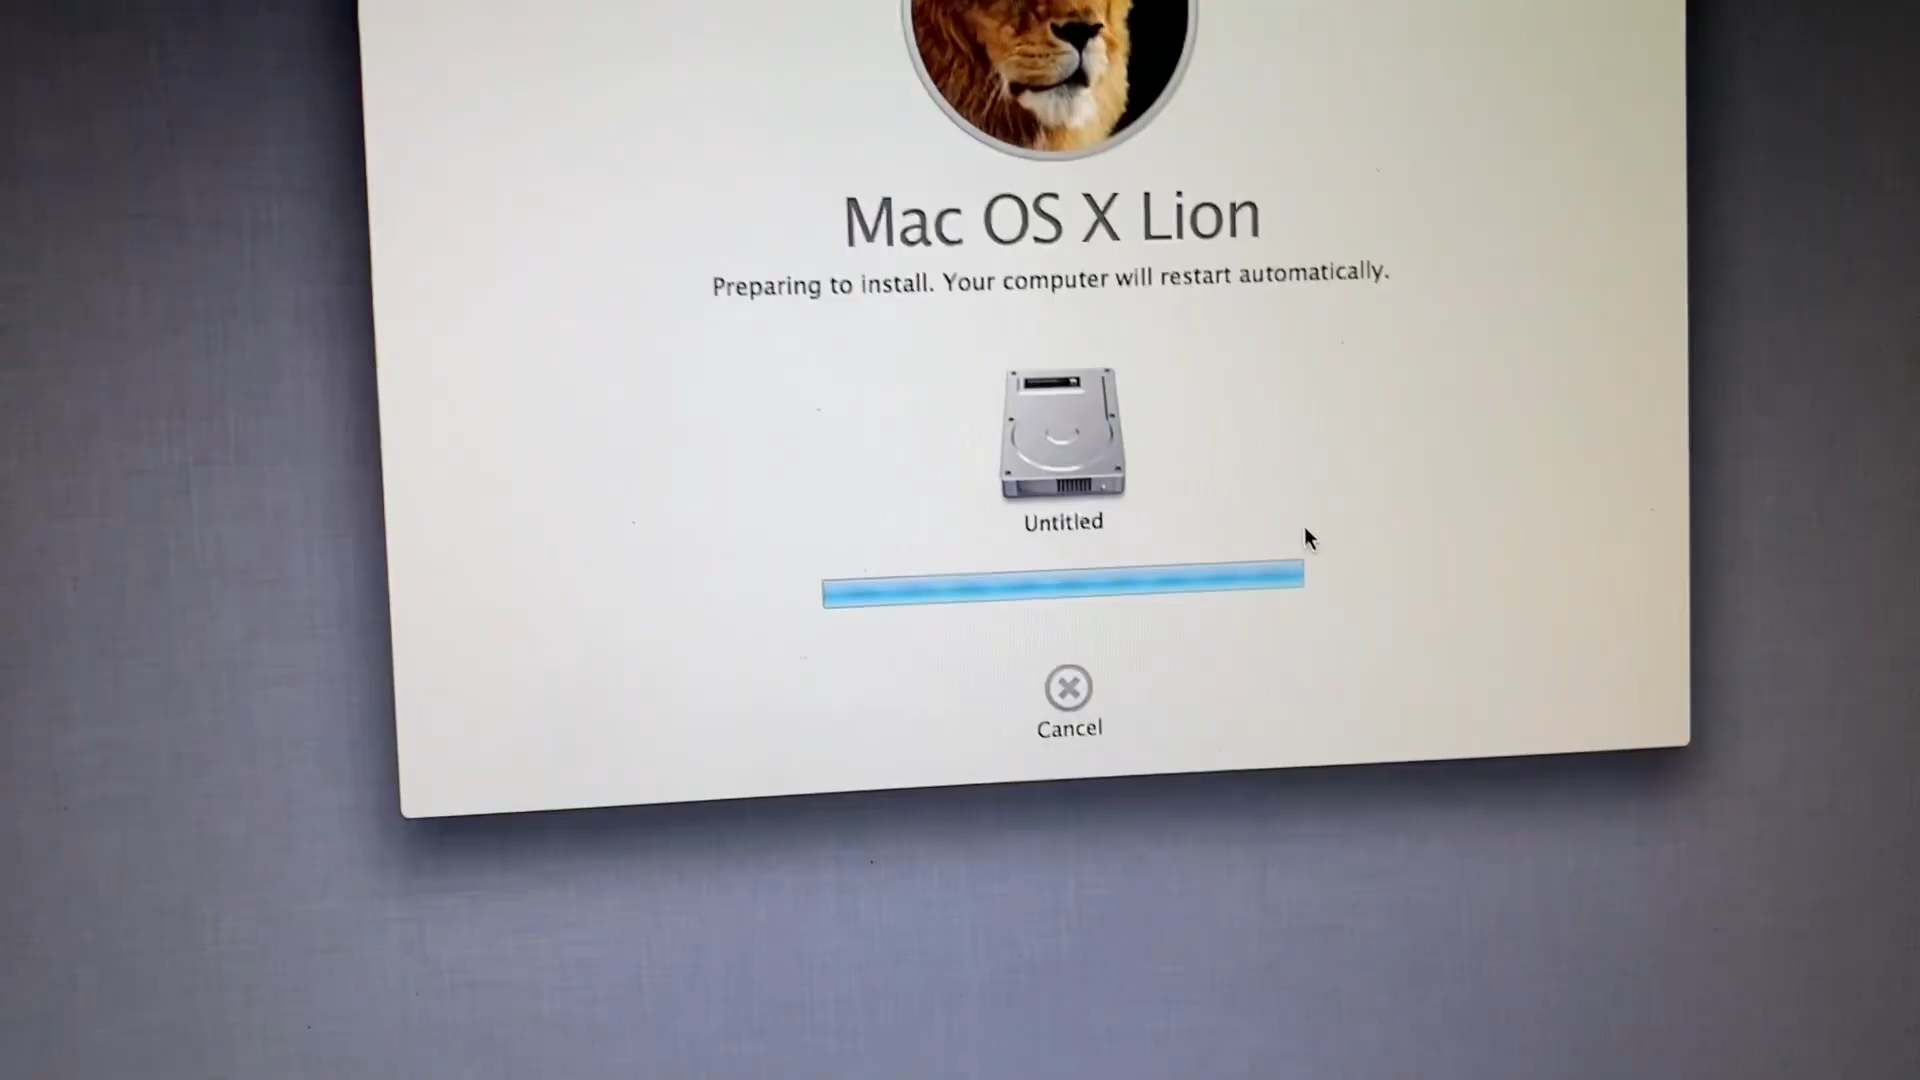 Mac OS X Lion
Preparing to install. Your computer will restart automatically.
Untitled
Cancel